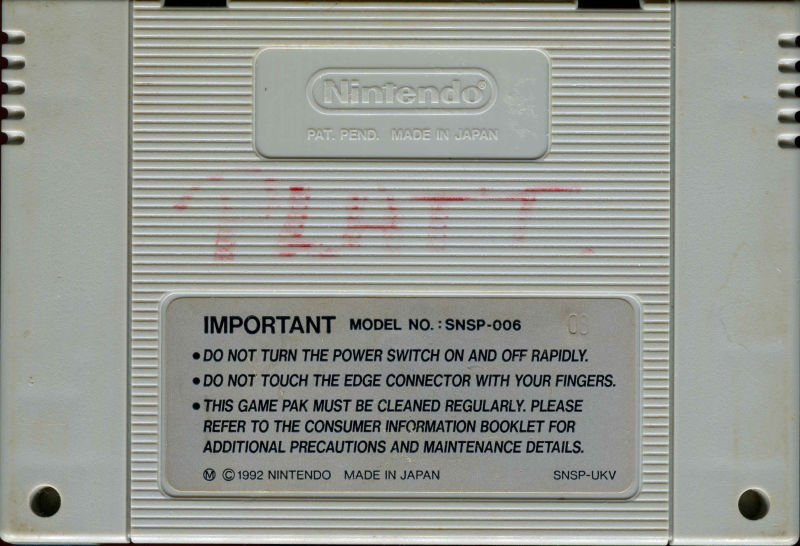 Nintendo®
PAT. PEND. MADE IN JAPAN
PLATT.
IMPORTANT MODEL NO. : SNSP-006
03
• DO NOT TURN THE POWER SWITCH ON AND OFF RAPIDLY.
• DO NOT TOUCH THE EDGE CONNECTOR WITH YOUR FINGERS.
• THIS GAME PAK MUST BE CLEANED REGULARLY. PLEASE
REFER TO THE CONSUMER INFORMATION BOOKLET FOR
ADDITIONAL PRECAUTIONS AND MAINTENANCE DETAILS.
Ⓜ © 1992 NINTENDO MADE IN JAPAN SNSP-UKV